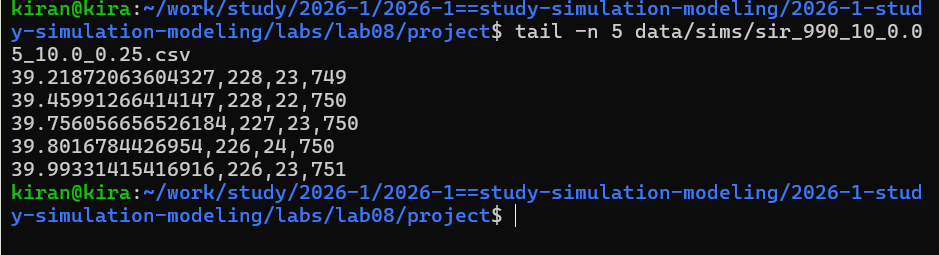 kiran@kira:~/work/study/2026-1/2026-1==study-simulation-modeling/2026-1-stud
y-simulation-modeling/labs/lab08/project$ tail -n 5 data/sims/sir_990_10_0.0
5_10.0_0.25.csv
39.21872063604327,228,23,749
39.45991266414147,228,22,750
39.756056656526184,227,23,750
39.8016784426954,226,24,750
39.99331415416916,226,23,751
kiran@kira:~/work/study/2026-1/2026-1==study-simulation-modeling/2026-1-stud
y-simulation-modeling/labs/lab08/project$